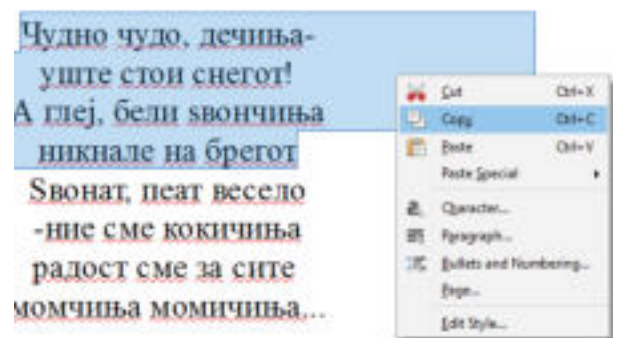 Чудно чудо, дечиња-
уште стои снегот!
А глеј, бели ѕвончиња
никнале на брегот
Ѕвонат, пеат весело
-ние сме кокичиња
радост сме за сите
момчиња момичиња...
Cut Ctrl+X
Copy Ctrl+C
Paste Ctrl+V
Paste Special
Character...
Paragraph...
Bullets and Numbering...
Page...
Edit Style...